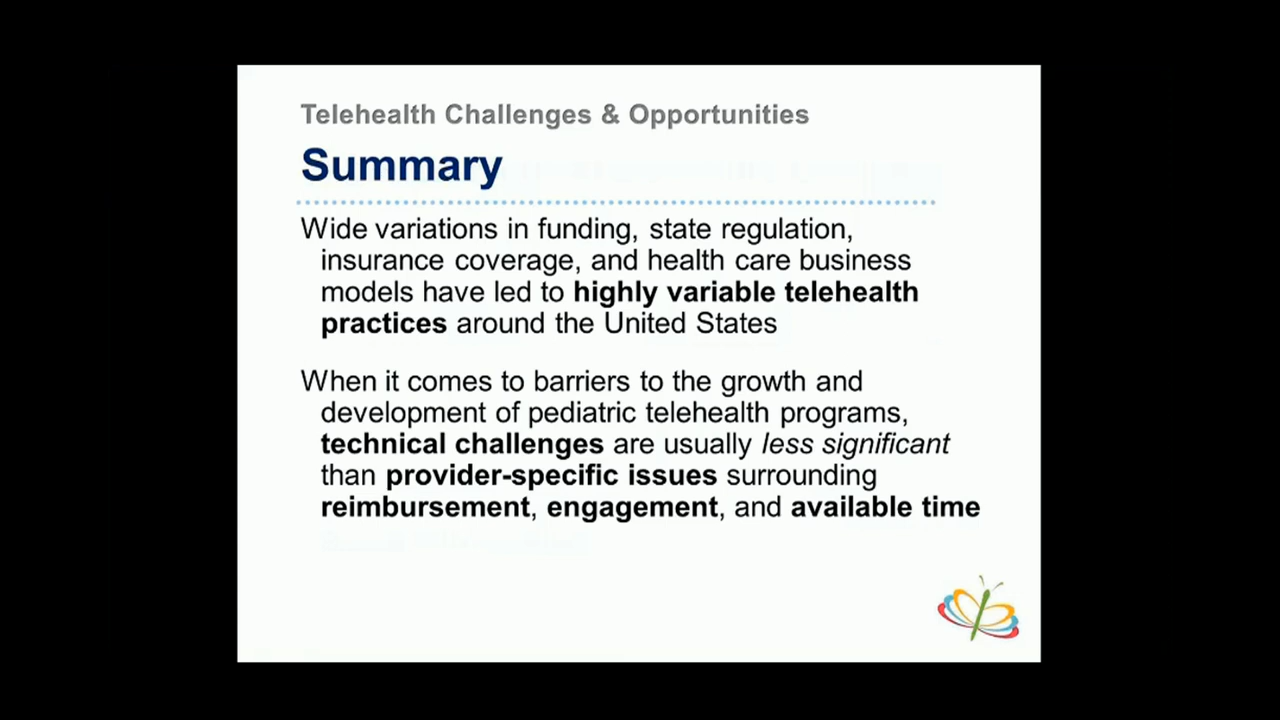 Telehealth Challenges & Opportunities
Summary
Wide variations in funding, state regulation,
insurance coverage, and health care business
models have led to highly variable telehealth
practices around the United States
When it comes to barriers to the growth and
development of pediatric telehealth programs,
technical challenges are usually less significant
than provider-specific issues surrounding
reimbursement, engagement, and available time